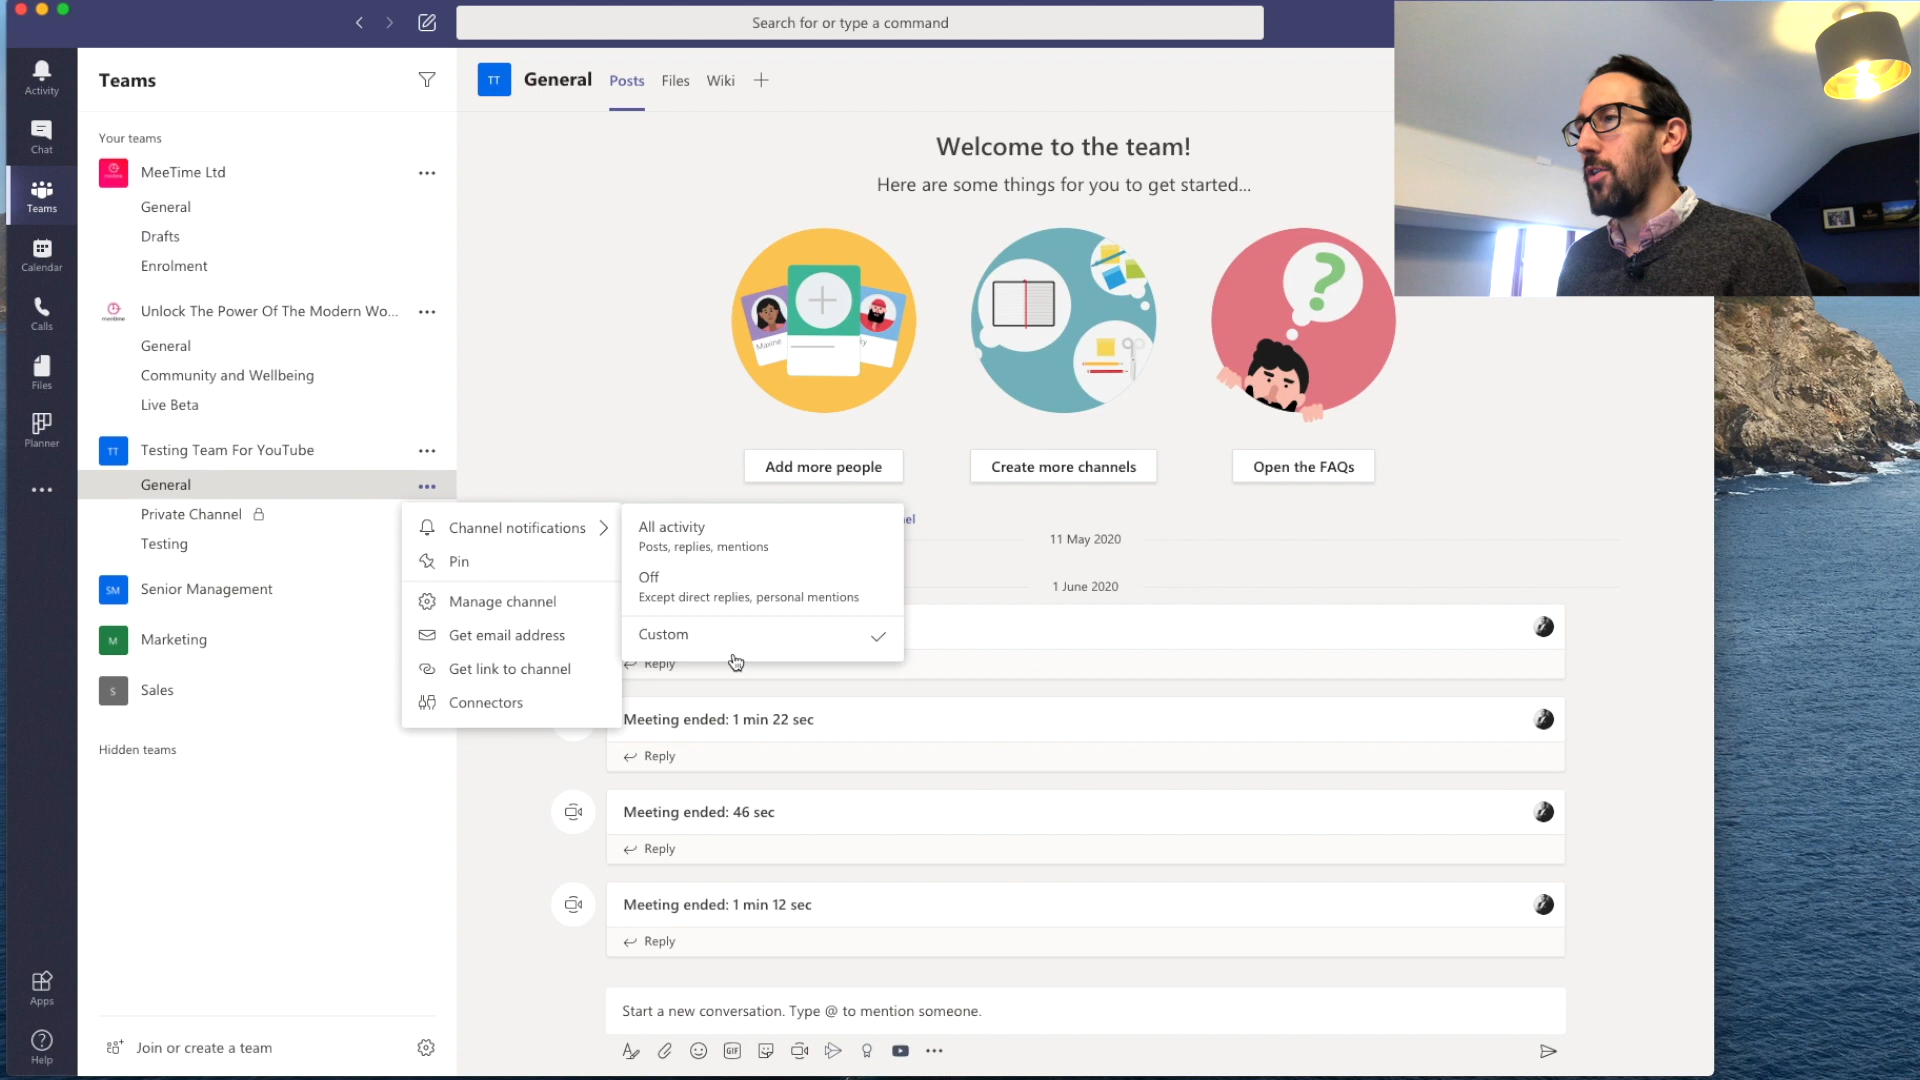 Search for or type a command
Activity
Chat
Teams
Calendar
Calls
Files
Planner
Apps
Help
Teams
Your teams
MeeTime Ltd
General
Drafts
Enrolment
Unlock The Power Of The Modern Wo...
General
Community and Wellbeing
Live Beta
TT
Testing Team For YouTube
General
Private Channel
Testing
SM
Senior Management
M
Marketing
S
Sales
Hidden teams
Join or create a team
TT
General
Posts
Files
Wiki
Welcome to the team!
Here are some things for you to get started...
Maxine
Add more people
Create more channels
Open the FAQs
Channel notifications
Pin
Manage channel
Get email address
Get link to channel
Connectors
All activity
Posts, replies, mentions
Off
Except direct replies, personal mentions
Custom
11 May 2020
1 June 2020
Reply
Meeting ended: 1 min 22 sec
Reply
Meeting ended: 46 sec
Reply
Meeting ended: 1 min 12 sec
Reply
Start a new conversation. Type @ to mention someone.
GIF